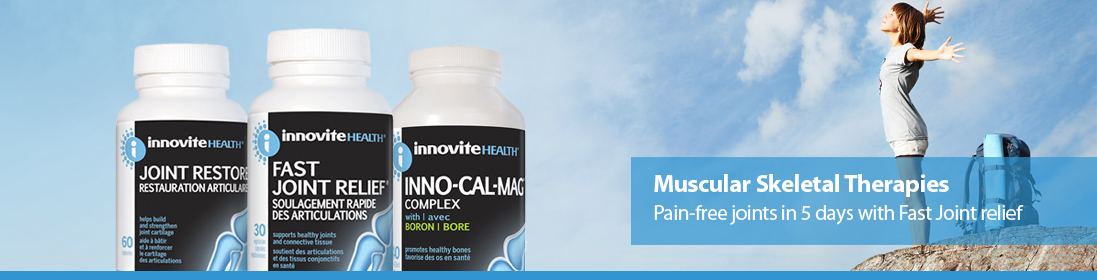 innovite HEALTH®
JOINT RESTORE
RESTAURATION ARTICULAIRE
helps build
and strengthen
joint cartilage
aide à bâtir
et à renforcer
le cartilage
des articulations
60
innovite HEALTH®
FAST
JOINT RELIEF®
SOULAGEMENT RAPIDE
DES ARTICULATIONS
supports healthy joints
and connective tissue
soutient des articulations
et des tissus conjonctifs
en santé
30
innovite HEALTH®
INNO-CAL-MAG®
COMPLEX
with | avec
BORON | BORE
promotes healthy bones
favorise des os en santé
Muscular Skeletal Therapies
Pain-free joints in 5 days with Fast Joint relief